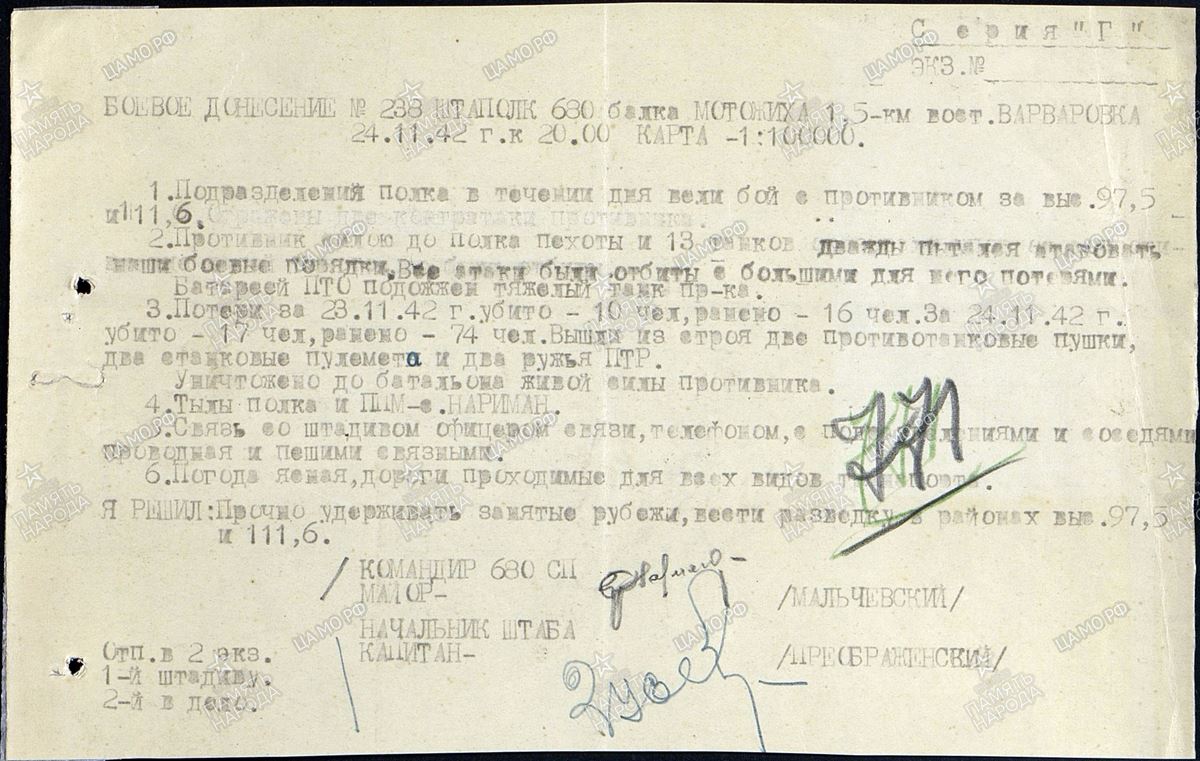 Серия "Г"
ЭКЗ.№
БОЕВОЕ ДОНЕСЕНИЕ № 238 ШТАПОЛК 680 балка МОТОЖИХА 1,5-км вост.ВАРВАРОВКА
24.11.42 г.к 20.00 КАРТА -1:100000.
1.Подразделения полка в течении дня вели бой с противником за выс.97,5
и 111,6. Отражены две контратаки противника.
2.Противник силою до полка пехоты и 13 танков дважды пытался атаковать
наши боевые порядки, Все атаки были отбиты с большими для него потерями.
Батареей ПТО подожжен тяжелый танк пр-ка.
3.Потери за 23.11.42 г.убито - 10 чел,ранено - 16 чел.За 24.11.42 г.
убито - 17 чел,ранено - 74 чел.Вышли из строя две противотанковые пушки,
два станковые пулемета и два ружья ПТР.
Уничтожено до батальона живой силы противника.
4.Тылы полка и ППМ-с.НАРИМАН.
5.Связь со штадивом офицером связи,телефоном,с подразделениями и соседями
проводная и пешими связными.
6.Погода ясная,дороги проходимые для всех видов транспорта.
Я РЕШИЛ:Прочно удерживать занятые рубежи,вести разведку в районах выс.97,5
и 111,6.
КОМАНДИР 680 СП
МАЙОР- /МАЛЬЧЕВСКИЙ/
НАЧАЛЬНИК ШТАБА
КАПИТАН- /ПРЕОБРАЖЕНСКИЙ/
Отп.в 2 экз.
1-й штадиву.
2-й в дело.